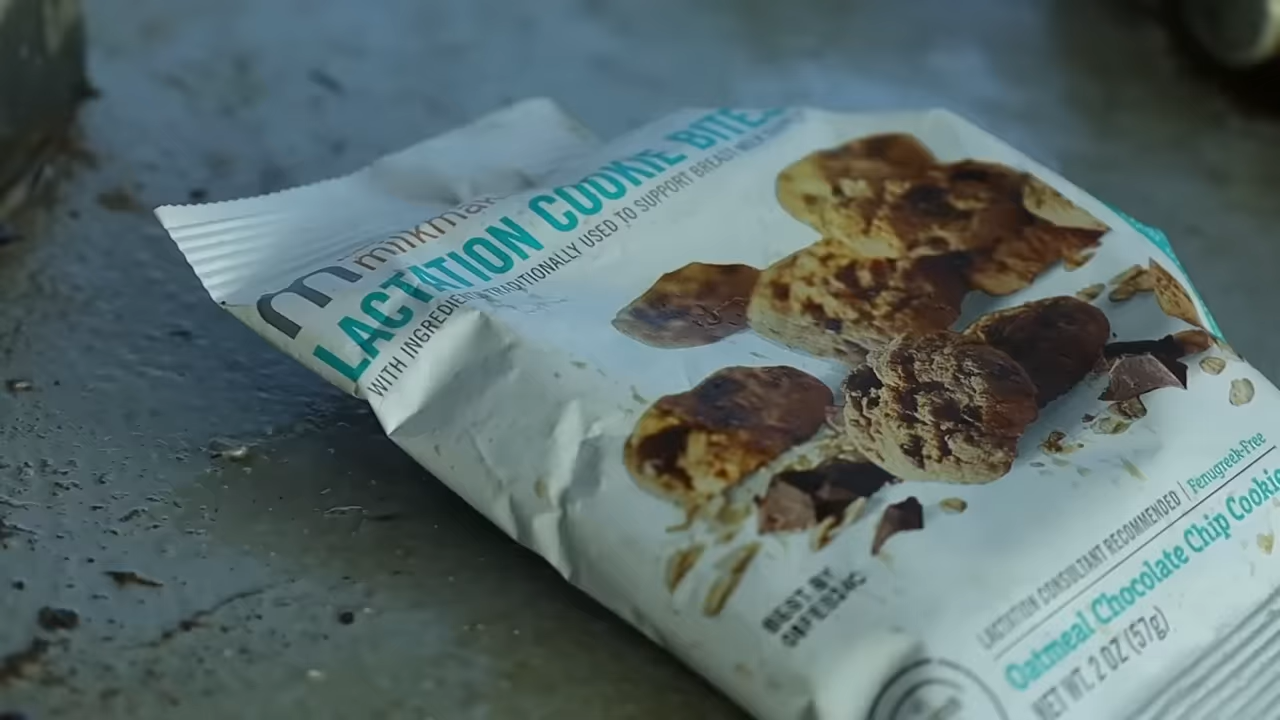 milkmak
LACTATION COOKIE BITES
WITH INGREDIENTS TRADITIONALLY USED TO SUPPORT BREAST MILK
LACTATION CONSULTANT RECOMMENDED | Fenugreek-Free
Oatmeal Chocolate Chip Cookie
NET WT. 2 OZ (57g)
BEST BY